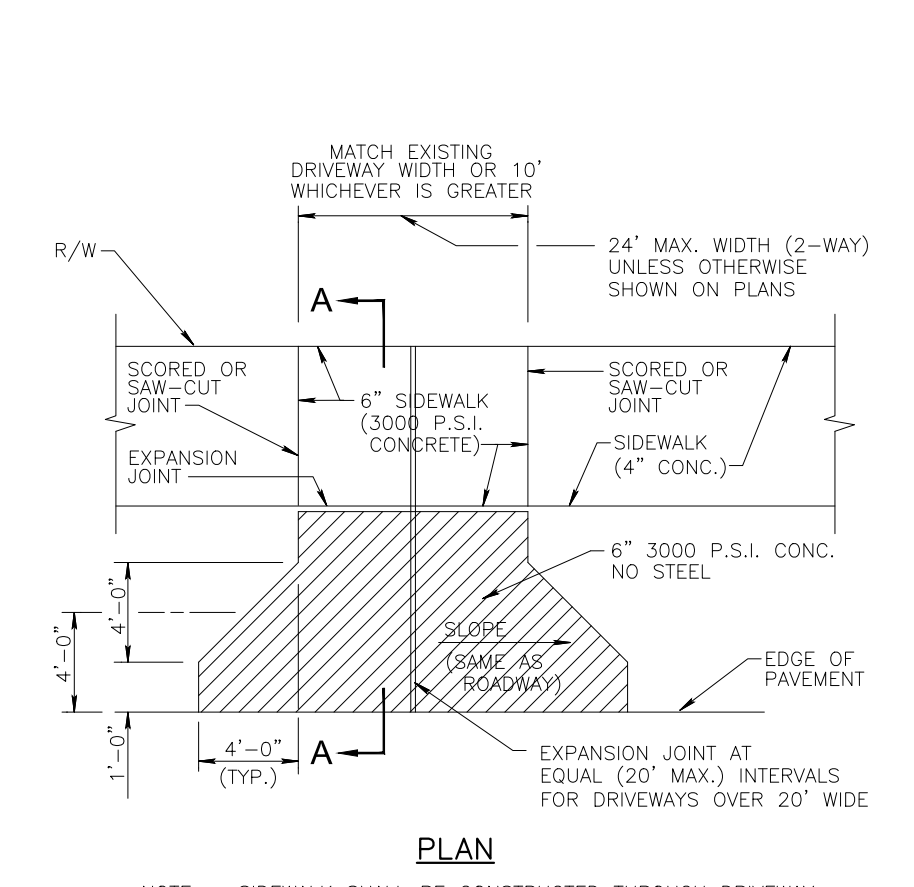 MATCH EXISTING
DRIVEWAY WIDTH OR 10'
WHICHEVER IS GREATER
R/W
24' MAX. WIDTH (2-WAY)
UNLESS OTHERWISE
SHOWN ON PLANS
A
SCORED OR
SAW-CUT
JOINT
6" SIDEWALK
(3000 P.S.I.
CONCRETE)
SCORED OR
SAW-CUT
JOINT
EXPANSION
JOINT
SIDEWALK
(4" CONC.)
6" 3000 P.S.I. CONC.
NO STEEL
4'-0"
4'-0"
SLOPE
(SAME AS
ROADWAY)
EDGE OF
PAVEMENT
1'-0"
4'-0"
(TYP.)
A
EXPANSION JOINT AT
EQUAL (20' MAX.) INTERVALS
FOR DRIVEWAYS OVER 20' WIDE
PLAN